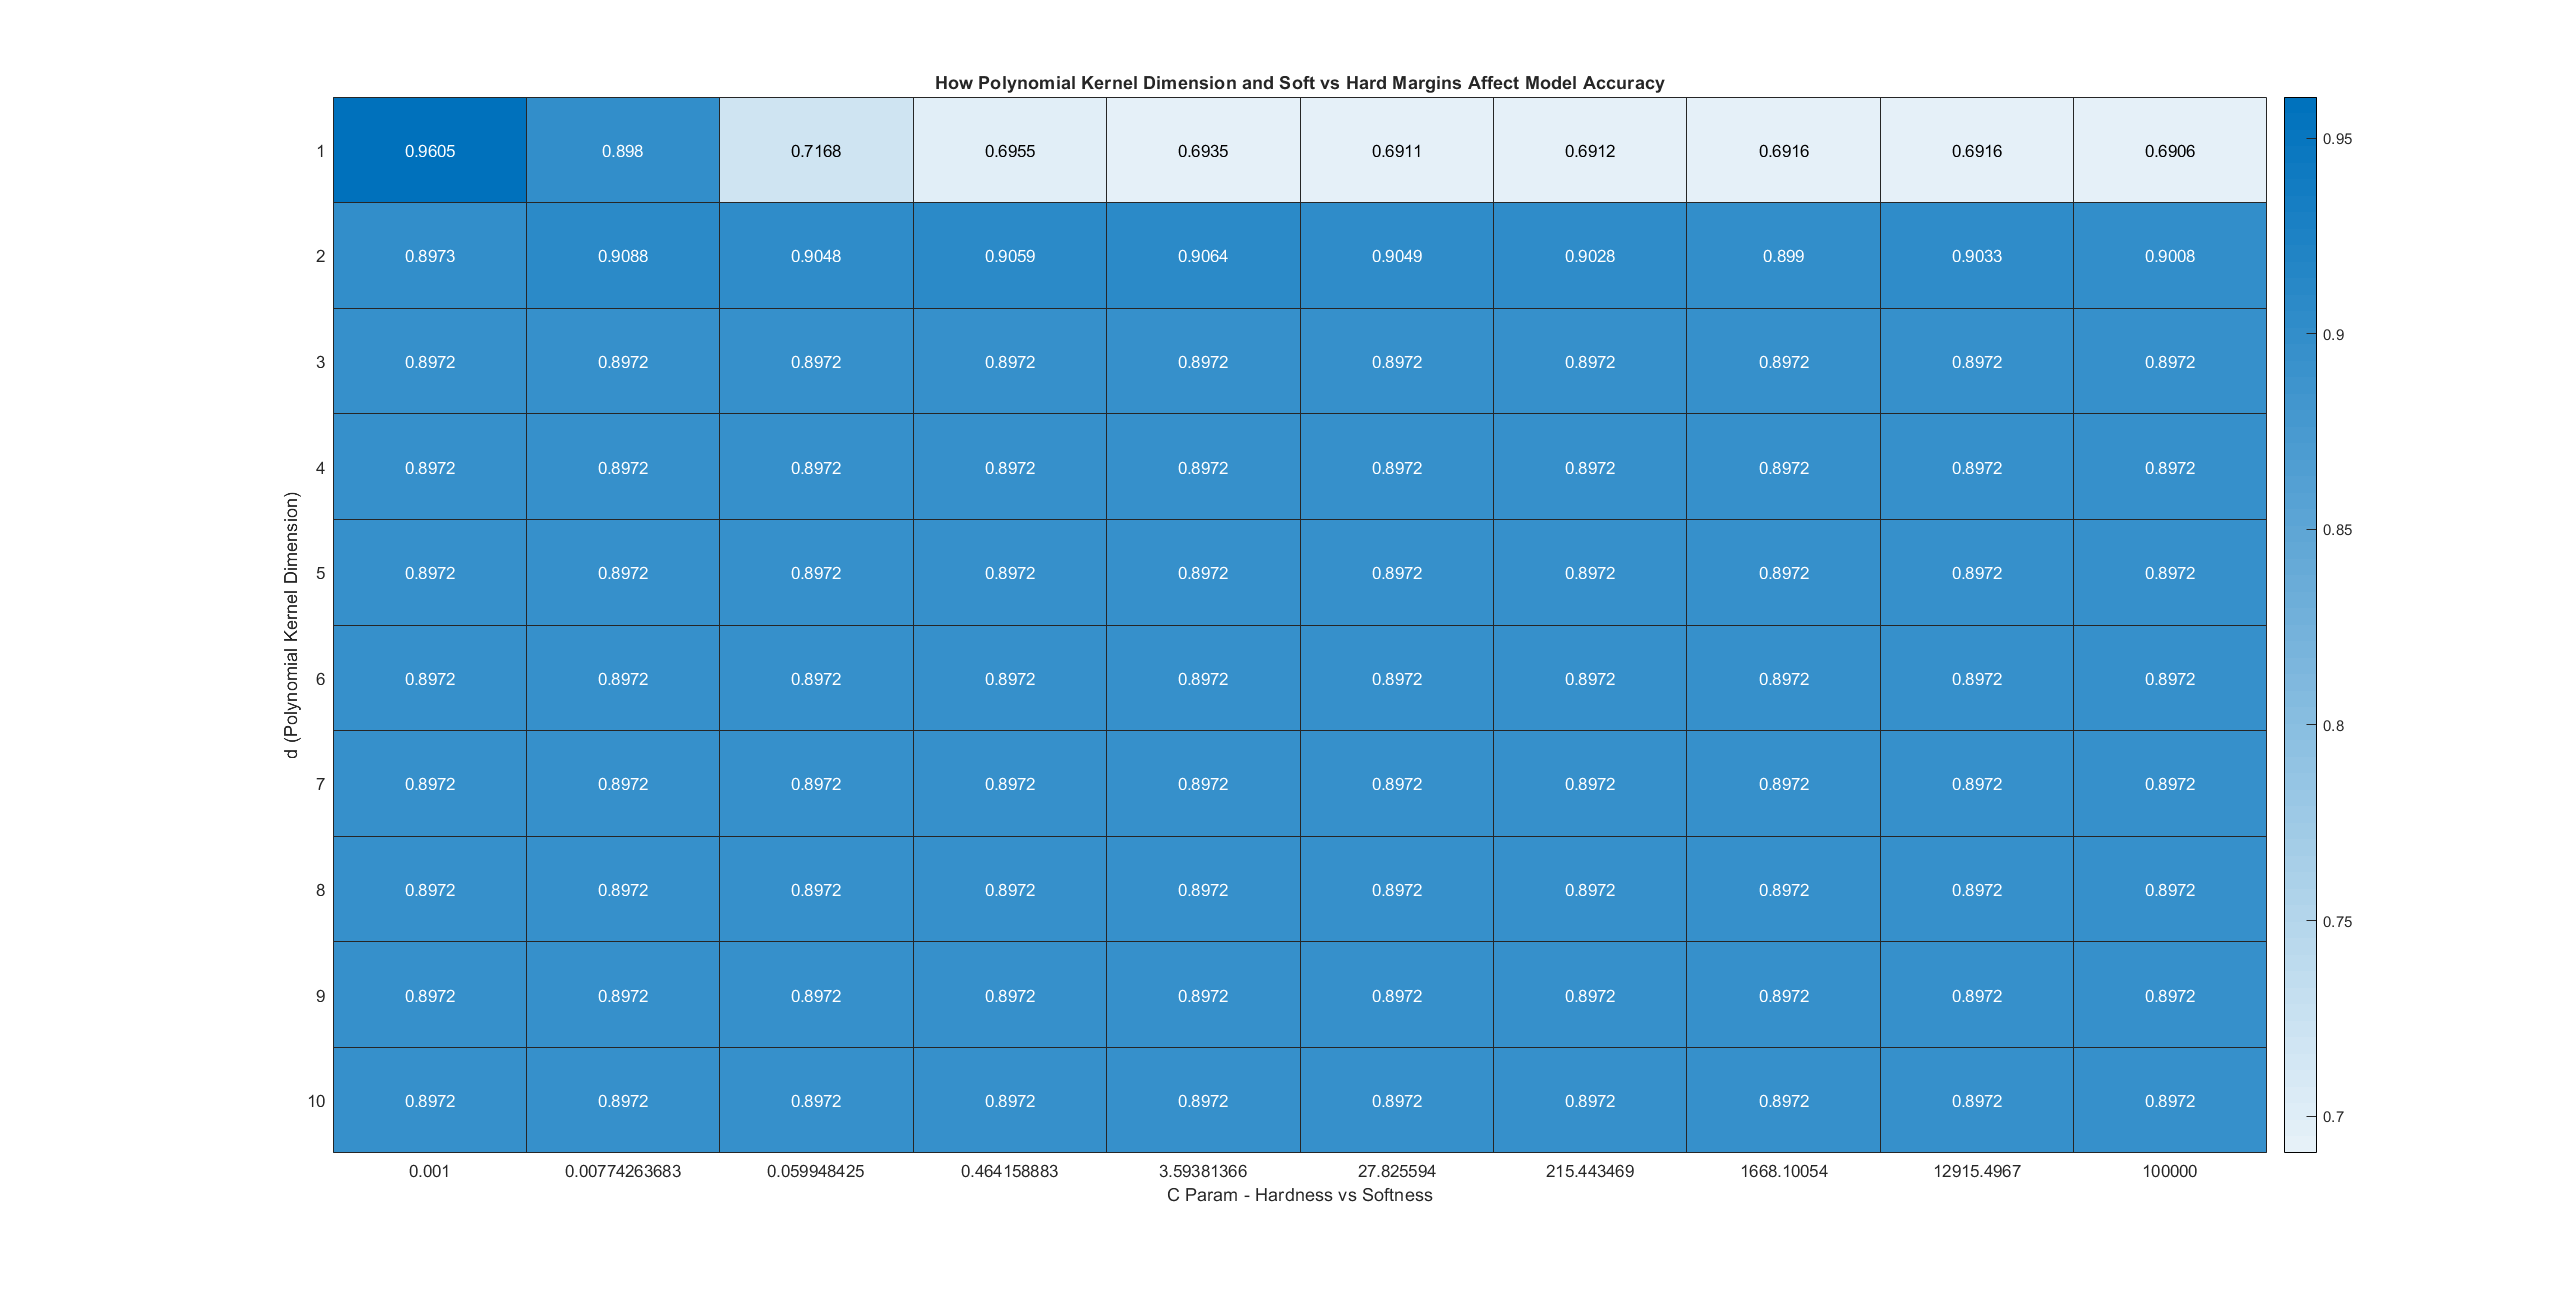 How Polynomial Kernel Dimension and Soft vs Hard Margins Affect Model Accuracy
1 0.9605 0.898 0.7168 0.6955 0.6935 0.6911 0.6912 0.6916 0.6916 0.6906
2 0.8973 0.9088 0.9048 0.9059 0.9064 0.9049 0.9028 0.899 0.9033 0.9008
3 0.8972 0.8972 0.8972 0.8972 0.8972 0.8972 0.8972 0.8972 0.8972 0.8972
4 0.8972 0.8972 0.8972 0.8972 0.8972 0.8972 0.8972 0.8972 0.8972 0.8972
5 0.8972 0.8972 0.8972 0.8972 0.8972 0.8972 0.8972 0.8972 0.8972 0.8972
6 0.8972 0.8972 0.8972 0.8972 0.8972 0.8972 0.8972 0.8972 0.8972 0.8972
7 0.8972 0.8972 0.8972 0.8972 0.8972 0.8972 0.8972 0.8972 0.8972 0.8972
8 0.8972 0.8972 0.8972 0.8972 0.8972 0.8972 0.8972 0.8972 0.8972 0.8972
9 0.8972 0.8972 0.8972 0.8972 0.8972 0.8972 0.8972 0.8972 0.8972 0.8972
10 0.8972 0.8972 0.8972 0.8972 0.8972 0.8972 0.8972 0.8972 0.8972 0.8972
0.001 0.00774263683 0.059948425 0.464158883 3.59381366 27.825594 215.443469 1668.10054 12915.4967 100000
C Param - Hardness vs Softness
d (Polynomial Kernel Dimension)
0.95
0.9
0.85
0.8
0.75
0.7